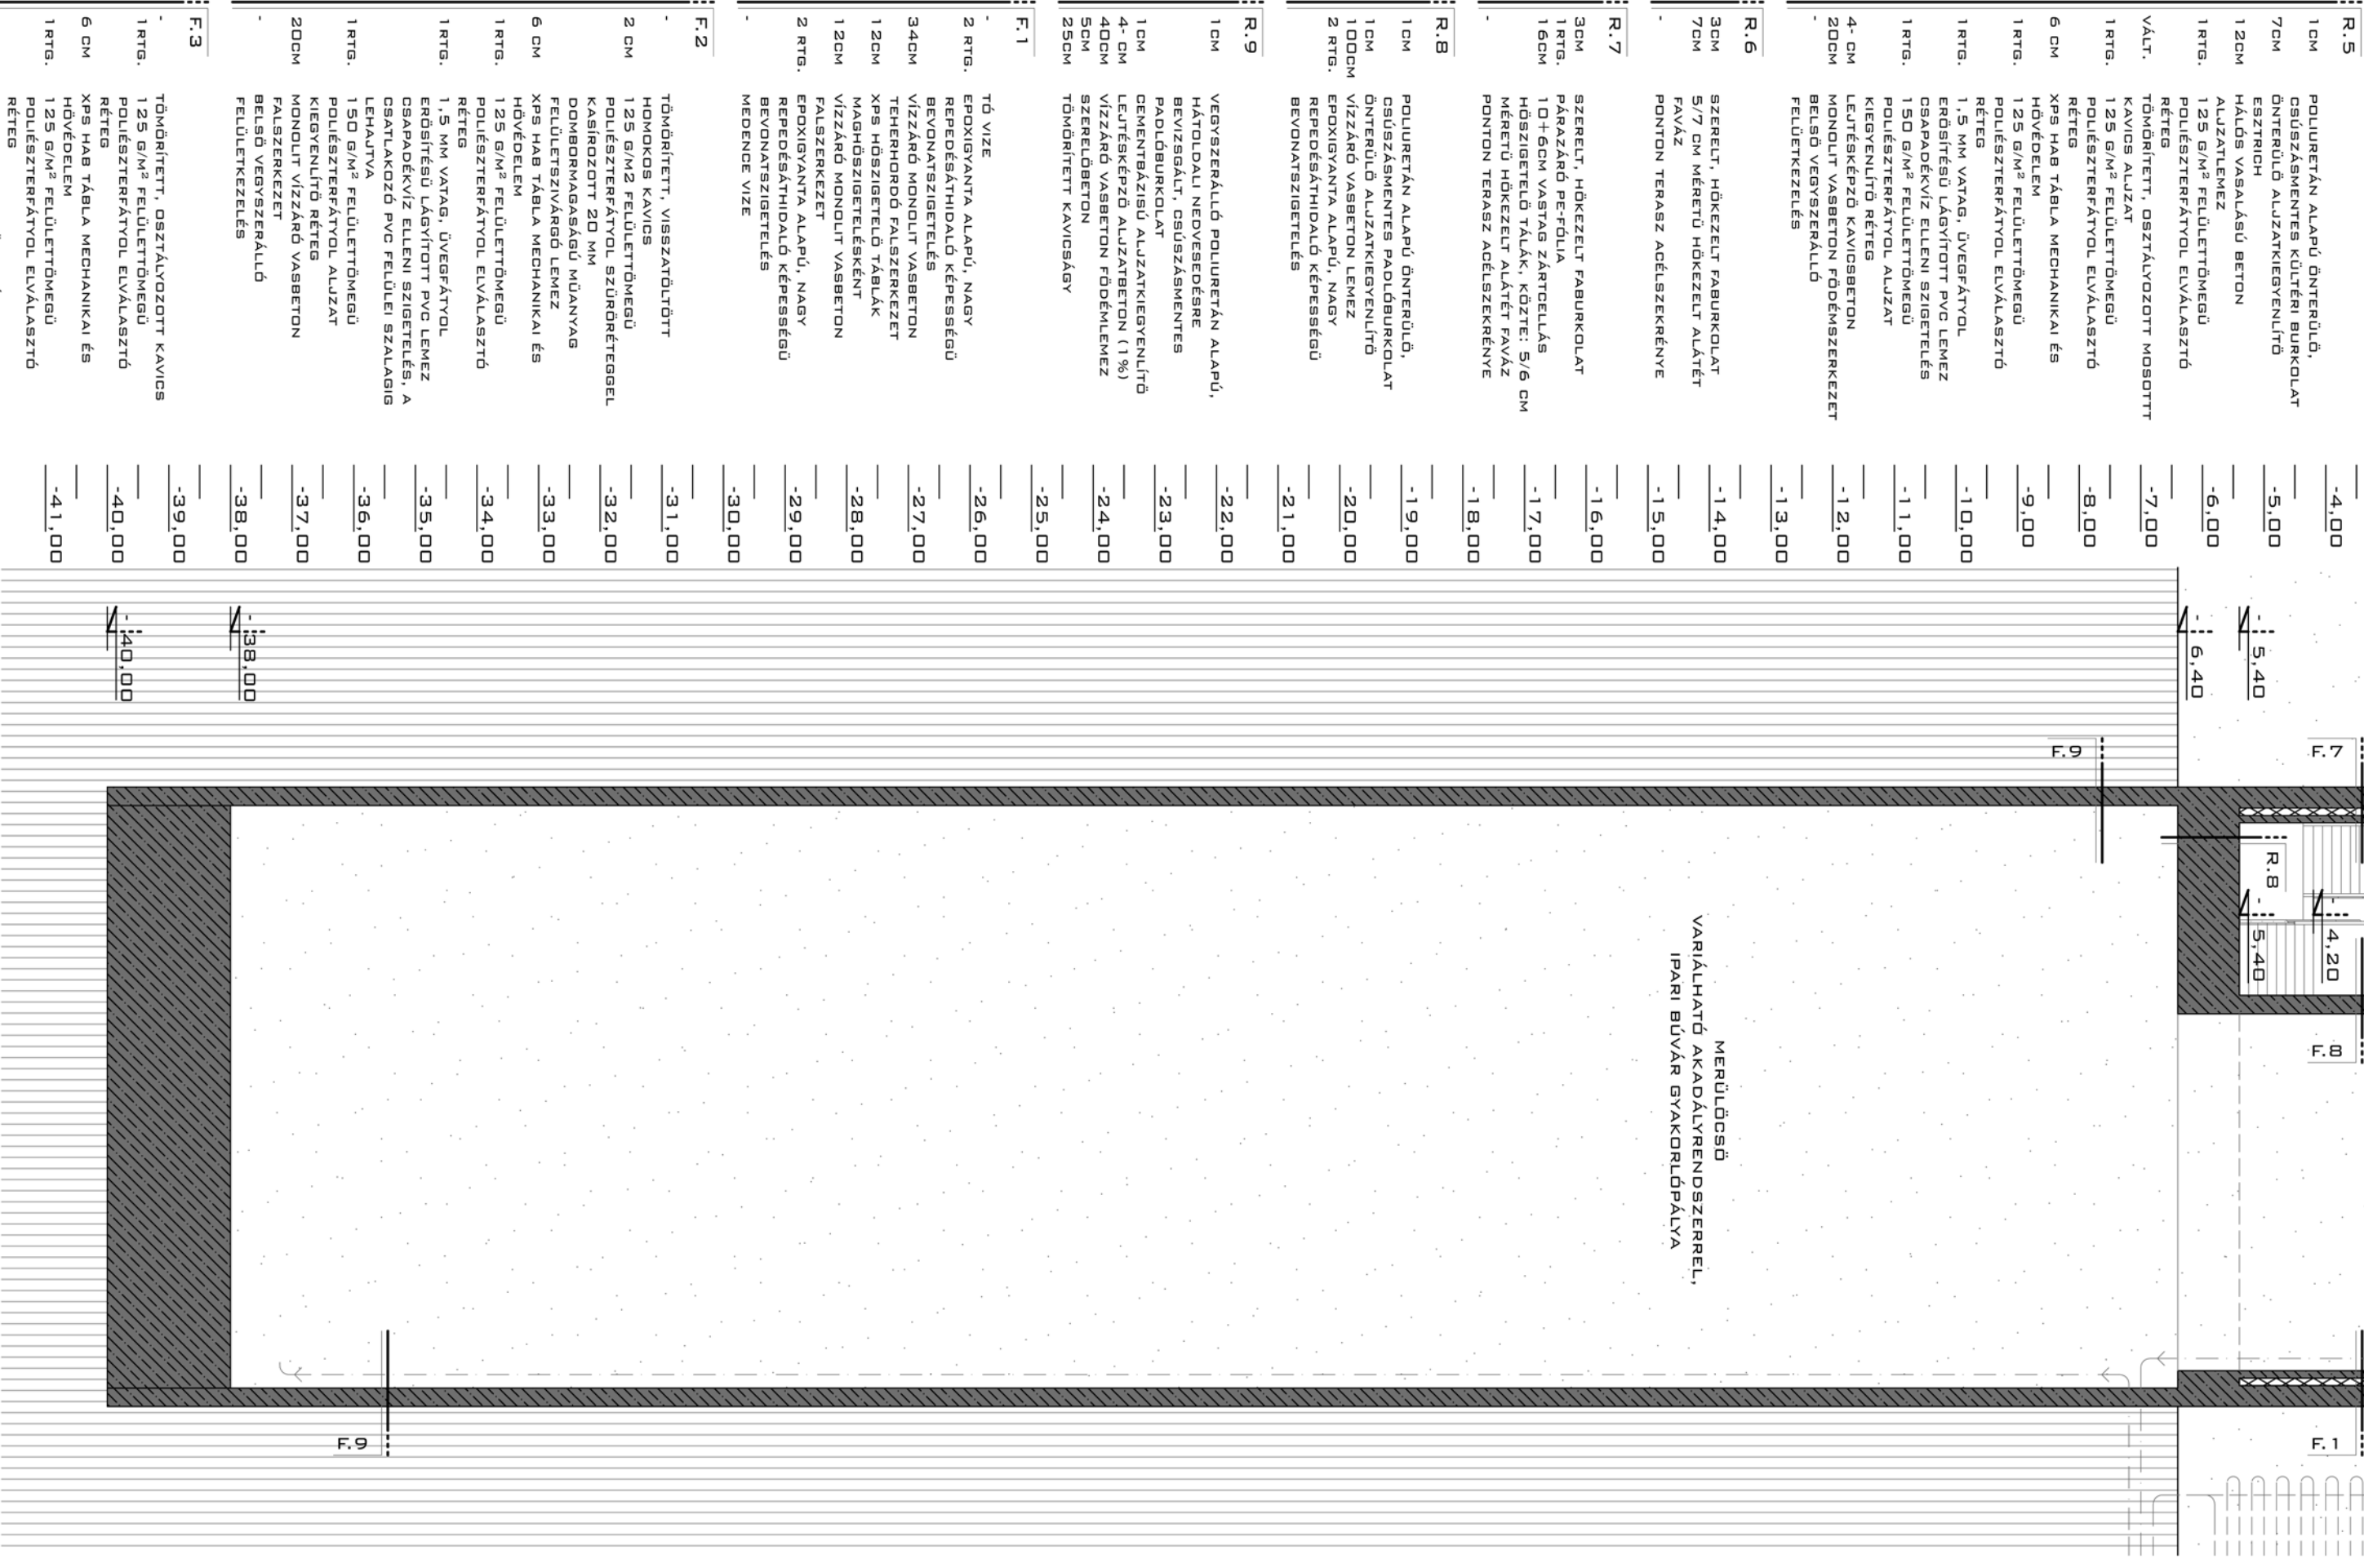 R.5
1CM POLIURETÁN ALAPÚ ÖNTERÜLŐ,
CSÚSZÁSMENTES KÜLTÉRI BURKOLAT
7CM ÖNTERÜLŐ ALJZATKIEGYENLÍTŐ
ESZTRICH
12CM HÁLÓS VASALÁSÚ BETON
ALJZATLEMEZ
1RTG. 125 G/M² FELÜLETTÖMEGŰ
POLIÉSZTERFÁTYOL ELVÁLASZTÓ
RÉTEG
VÁLT. TÖMÖRÍTETT, OSZTÁLYOZOTT MOSOTTT
KAVICS ALJZAT
1RTG. 125 G/M² FELÜLETTÖMEGŰ
POLIÉSZTERFÁTYOL ELVÁLASZTÓ
RÉTEG
6 CM XPS HAB TÁBLA MECHANIKAI ÉS
HŐVÉDELEM
1RTG. 125 G/M² FELÜLETTÖMEGŰ
POLIÉSZTERFÁTYOL ELVÁLASZTÓ
RÉTEG
1RTG. 1,5 MM VATAG, ÜVEGFÁTYOL
ERŐSÍTÉSŰ LÁGYÍTOTT PVC LEMEZ
CSAPADÉKVÍZ ELLENI SZIGETELÉS
1RTG. 150 G/M² FELÜLETTÖMEGŰ
POLIÉSZTERFÁTYOL ALJZAT
KIEGYENLÍTŐ RÉTEG
4- CM LEJTÉSKÉPZŐ KAVICSBETON
20CM MONOLIT VASBETON FÖDÉMSZERKEZET
- BELSŐ VEGYSZERÁLLÓ
FELÜETKEZELÉS
R.6
3CM SZERELT, HŐKEZELT FABURKOLAT
7CM 5/7 CM MÉRETŰ HŐKEZELT ALÁTÉT
FAVÁZ
- PONTON TERASZ ACÉLSZEKRÉNYE
R.7
3CM SZERELT, HŐKEZELT FABURKOLAT
1RTG. PÁRAZÁRÓ PE-FÓLIA
16CM 10+6CM VASTAG ZÁRTCELLÁS
HŐSZIGETELŐ TÁLÁK, KÖZTE: 5/6 CM
MÉRETŰ HŐKEZELT ALÁTÉT FAVÁZ
- PONTON TERASZ ACÉLSZEKRÉNYE
R.8
1CM POLIURETÁN ALAPÚ ÖNTERÜLŐ,
CSÚSZÁSMENTES PADLÓBURKOLAT
1CM ÖNTERÜLŐ ALJZATKIEGYENLÍTŐ
100CM VÍZZÁRÓ VASBETON LEMEZ
2 RTG. EPOXIGYANTA ALAPÚ, NAGY
REPEDÉSÁTHIDALÓ KÉPESSÉGŰ
BEVONATSZIGETELÉS
R.9
1CM VEGYSZERÁLLÓ POLIURETÁN ALAPÚ,
HÁTOLDALI NEDVESEDÉSRE
BEVIZSGÁLT, CSÚSZÁSMENTES
PADLÓBURKOLAT
1CM CEMENTBÁZISÚ ALJZATKIEGYENLÍTŐ
4- CM LEJTÉSKÉPZŐ ALJZATBETON (1%)
40CM VÍZZÁRÓ VASBETON FÖDÉMLEMEZ
5CM SZERELŐBETON
25CM TÖMÖRÍTETT KAVICSÁGY
F.1
- TÓ VIZE
2 RTG. EPOXIGYANTA ALAPÚ, NAGY
REPEDÉSÁTHIDALÓ KÉPESSÉGŰ
BEVONATSZIGETELÉS
34CM VÍZZÁRÓ MONOLIT VASBETON
TEHERHORDÓ FALSZERKEZET
12CM XPS HŐSZIGETELŐ TÁBLÁK
MAGHŐSZIGETELÉSKÉNT
12CM VÍZZÁRÓ MONOLIT VASBETON
FALSZERKEZET
2 RTG. EPOXIGYANTA ALAPÚ, NAGY
REPEDÉSÁTHIDALÓ KÉPESSÉGŰ
BEVONATSZIGETELÉS
- MEDENCE VIZE
F.2
- TÖMÖRÍTETT, VISSZATÖLTÖTT
HOMOKOS KAVICS
2 CM 125 G/M2 FELÜLETTÖMEGŰ
POLIÉSZTERFÁTYOL SZŰRŐRÉTEGGEL
KASÍROZOTT 20 MM
DOMBORMAGASÁGÚ MŰANYAG
FELÜLETSZIVÁRGÓ LEMEZ
6 CM XPS HAB TÁBLA MECHANIKAI ÉS
HŐVÉDELEM
1RTG. 125 G/M² FELÜLETTÖMEGŰ
POLIÉSZTERFÁTYOL ELVÁLASZTÓ
RÉTEG
1RTG. 1,5 MM VATAG, ÜVEGFÁTYOL
ERŐSÍTÉSŰ LÁGYÍTOTT PVC LEMEZ
CSAPADÉKVÍZ ELLENI SZIGETELÉS, A
CSATLAKOZÓ PVC FELÜLEI SZALAGIG
LEHAJTVA
1RTG. 150 G/M² FELÜLETTÖMEGŰ
POLIÉSZTERFÁTYOL ALJZAT
KIEGYENLÍTŐ RÉTEG
20CM MONOLIT VÍZZÁRÓ VASBETON
FALSZERKEZET
- BELSŐ VEGYSZERÁLLÓ
FELÜLETKEZELÉS
F.3
- TÖMÖRÍTETT, OSZTÁLYOZOTT KAVICS
1RTG. 125 G/M² FELÜLETTÖMEGŰ
POLIÉSZTERFÁTYOL ELVÁLASZTÓ
RÉTEG
6 CM XPS HAB TÁBLA MECHANIKAI ÉS
HŐVÉDELEM
1RTG. 125 G/M² FELÜLETTÖMEGŰ
POLIÉSZTERFÁTYOL ELVÁLASZTÓ
RÉTEG
-4,00
-5,00
-6,00
-7,00
-8,00
-9,00
-10,00
-11,00
-12,00
-13,00
-14,00
-15,00
-16,00
-17,00
-18,00
-19,00
-20,00
-21,00
-22,00
-23,00
-24,00
-25,00
-26,00
-27,00
-28,00
-29,00
-30,00
-31,00
-32,00
-33,00
-34,00
-35,00
-36,00
-37,00
-38,00
-39,00
-40,00
-41,00
- 5,40
- 6,40
- 38,00
- 40,00
F.7
F.9
R.8
- 4,20
- 5,40
F.8
F.1
MERÜLŐCSŐ
VARIÁLHATÓ AKADÁLYRENDSZERREL,
IPARI BÚVÁR GYAKORLÓPÁLYA
F.9